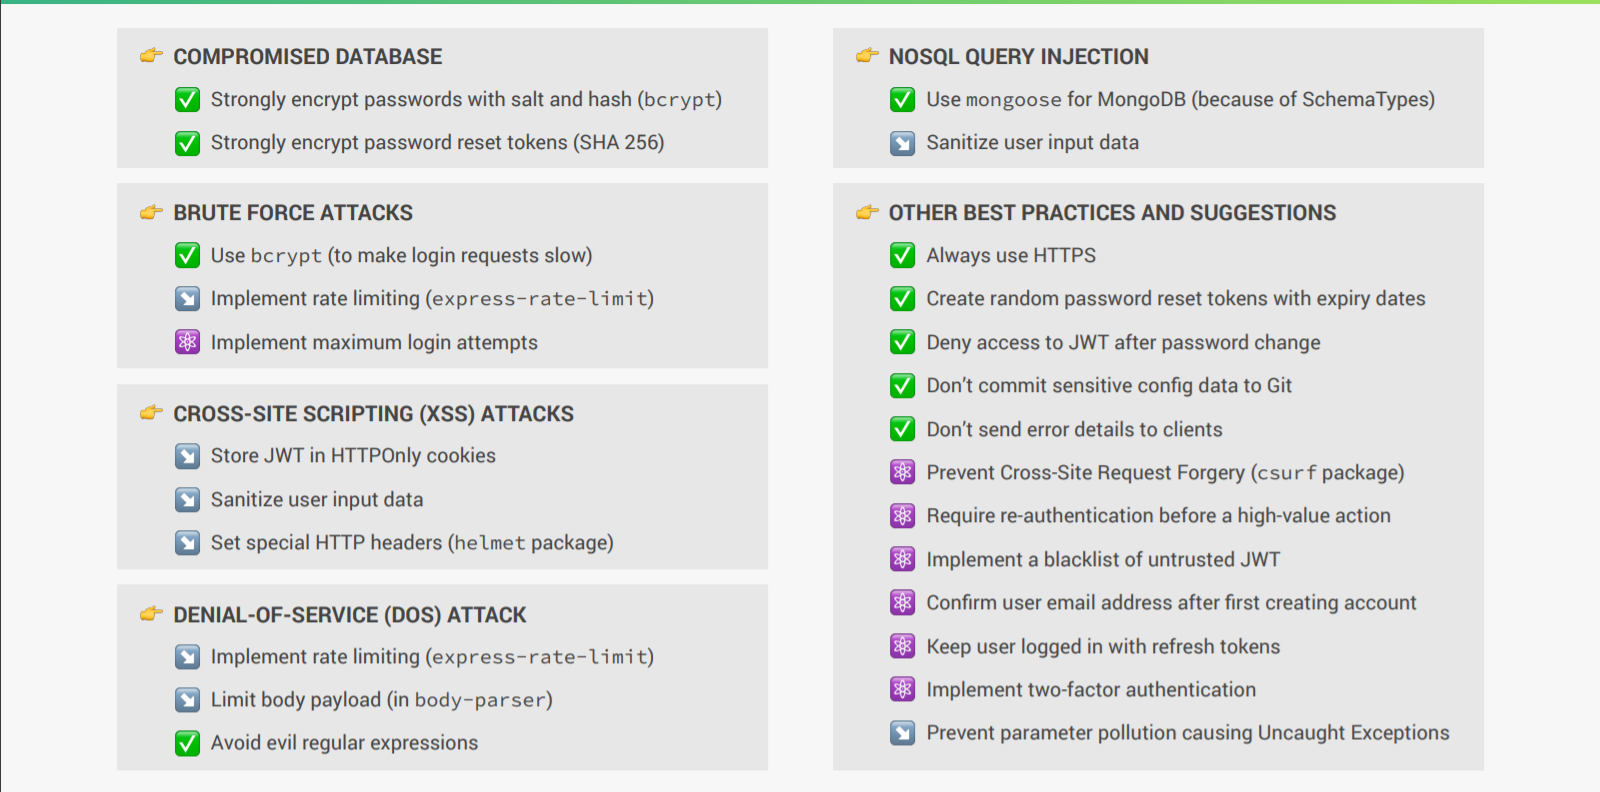 COMPROMISED DATABASE
Strongly encrypt passwords with salt and hash (bcrypt)
Strongly encrypt password reset tokens (SHA 256)
BRUTE FORCE ATTACKS
Use bcrypt (to make login requests slow)
Implement rate limiting (express-rate-limit)
Implement maximum login attempts
CROSS-SITE SCRIPTING (XSS) ATTACKS
Store JWT in HTTPOnly cookies
Sanitize user input data
Set special HTTP headers (helmet package)
DENIAL-OF-SERVICE (DOS) ATTACK
Implement rate limiting (express-rate-limit)
Limit body payload (in body-parser)
Avoid evil regular expressions
NOSQL QUERY INJECTION
Use mongoose for MongoDB (because of SchemaTypes)
Sanitize user input data
OTHER BEST PRACTICES AND SUGGESTIONS
Always use HTTPS
Create random password reset tokens with expiry dates
Deny access to JWT after password change
Don’t commit sensitive config data to Git
Don’t send error details to clients
Prevent Cross-Site Request Forgery (csurf package)
Require re-authentication before a high-value action
Implement a blacklist of untrusted JWT
Confirm user email address after first creating account
Keep user logged in with refresh tokens
Implement two-factor authentication
Prevent parameter pollution causing Uncaught Exceptions